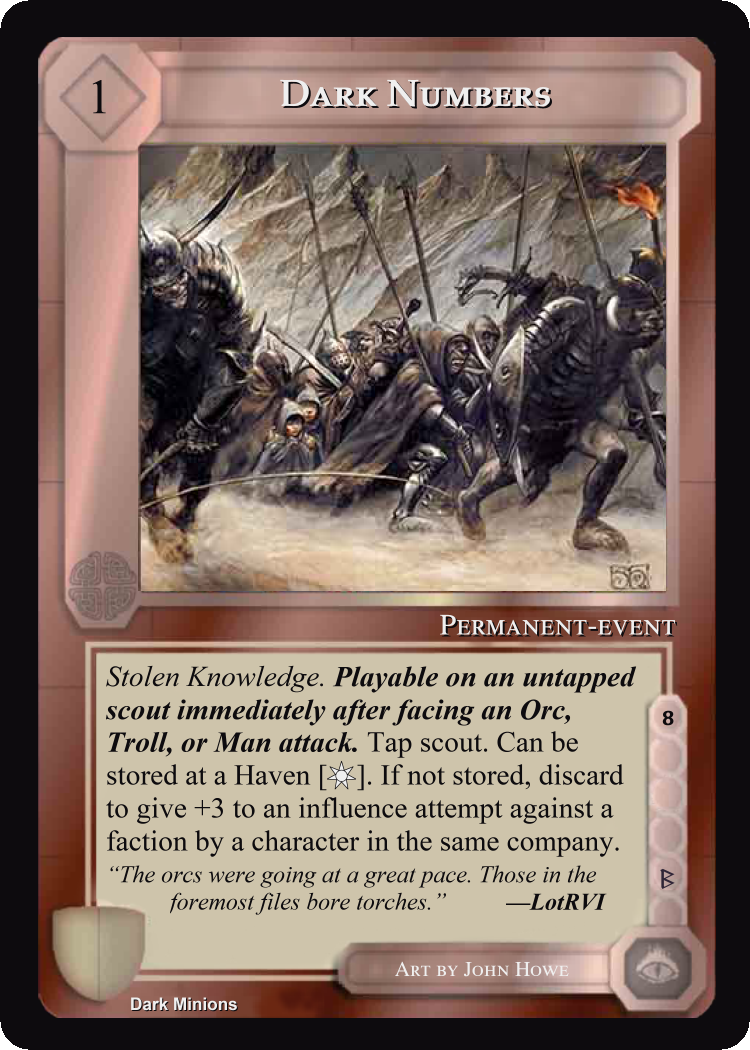 1
DARK NUMBERS
PERMANENT-EVENT
Stolen Knowledge. Playable on an untapped
scout immediately after facing an Orc,
Troll, or Man attack. Tap scout. Can be
stored at a Haven [☼]. If not stored, discard
to give +3 to an influence attempt against a
faction by a character in the same company.
“The orcs were going at a great pace. Those in the
foremost files bore torches.” —LotRVI
8
ᛒ
ART BY JOHN HOWE
Dark Minions